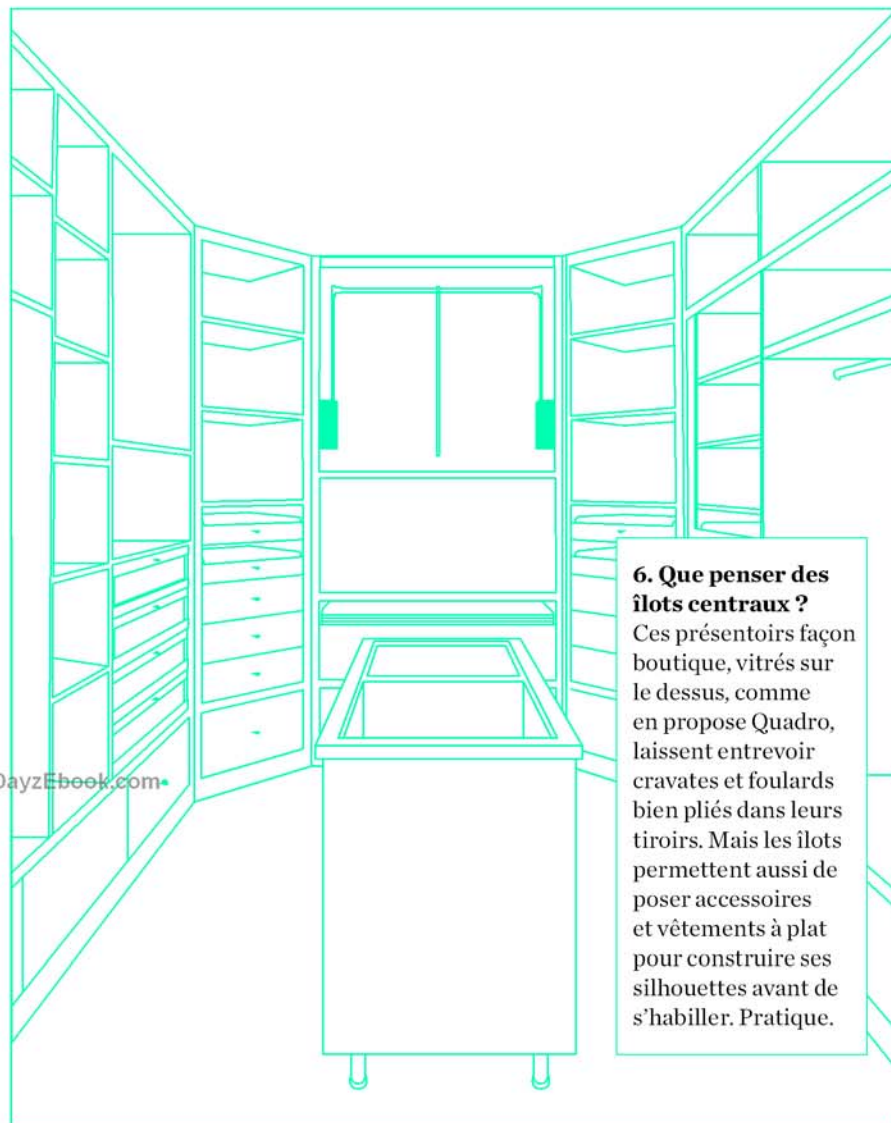 6. Que penser des
îlots centraux ?
Ces présentoirs façon
boutique, vitrés sur
le dessus, comme
en propose Quadro,
laissent entrevoir
cravates et foulards
bien pliés dans leurs
tiroirs. Mais les îlots
permettent aussi de
poser accessoires
et vêtements à plat
pour construire ses
silhouettes avant de
s’habiller. Pratique.
DayzEbook.com